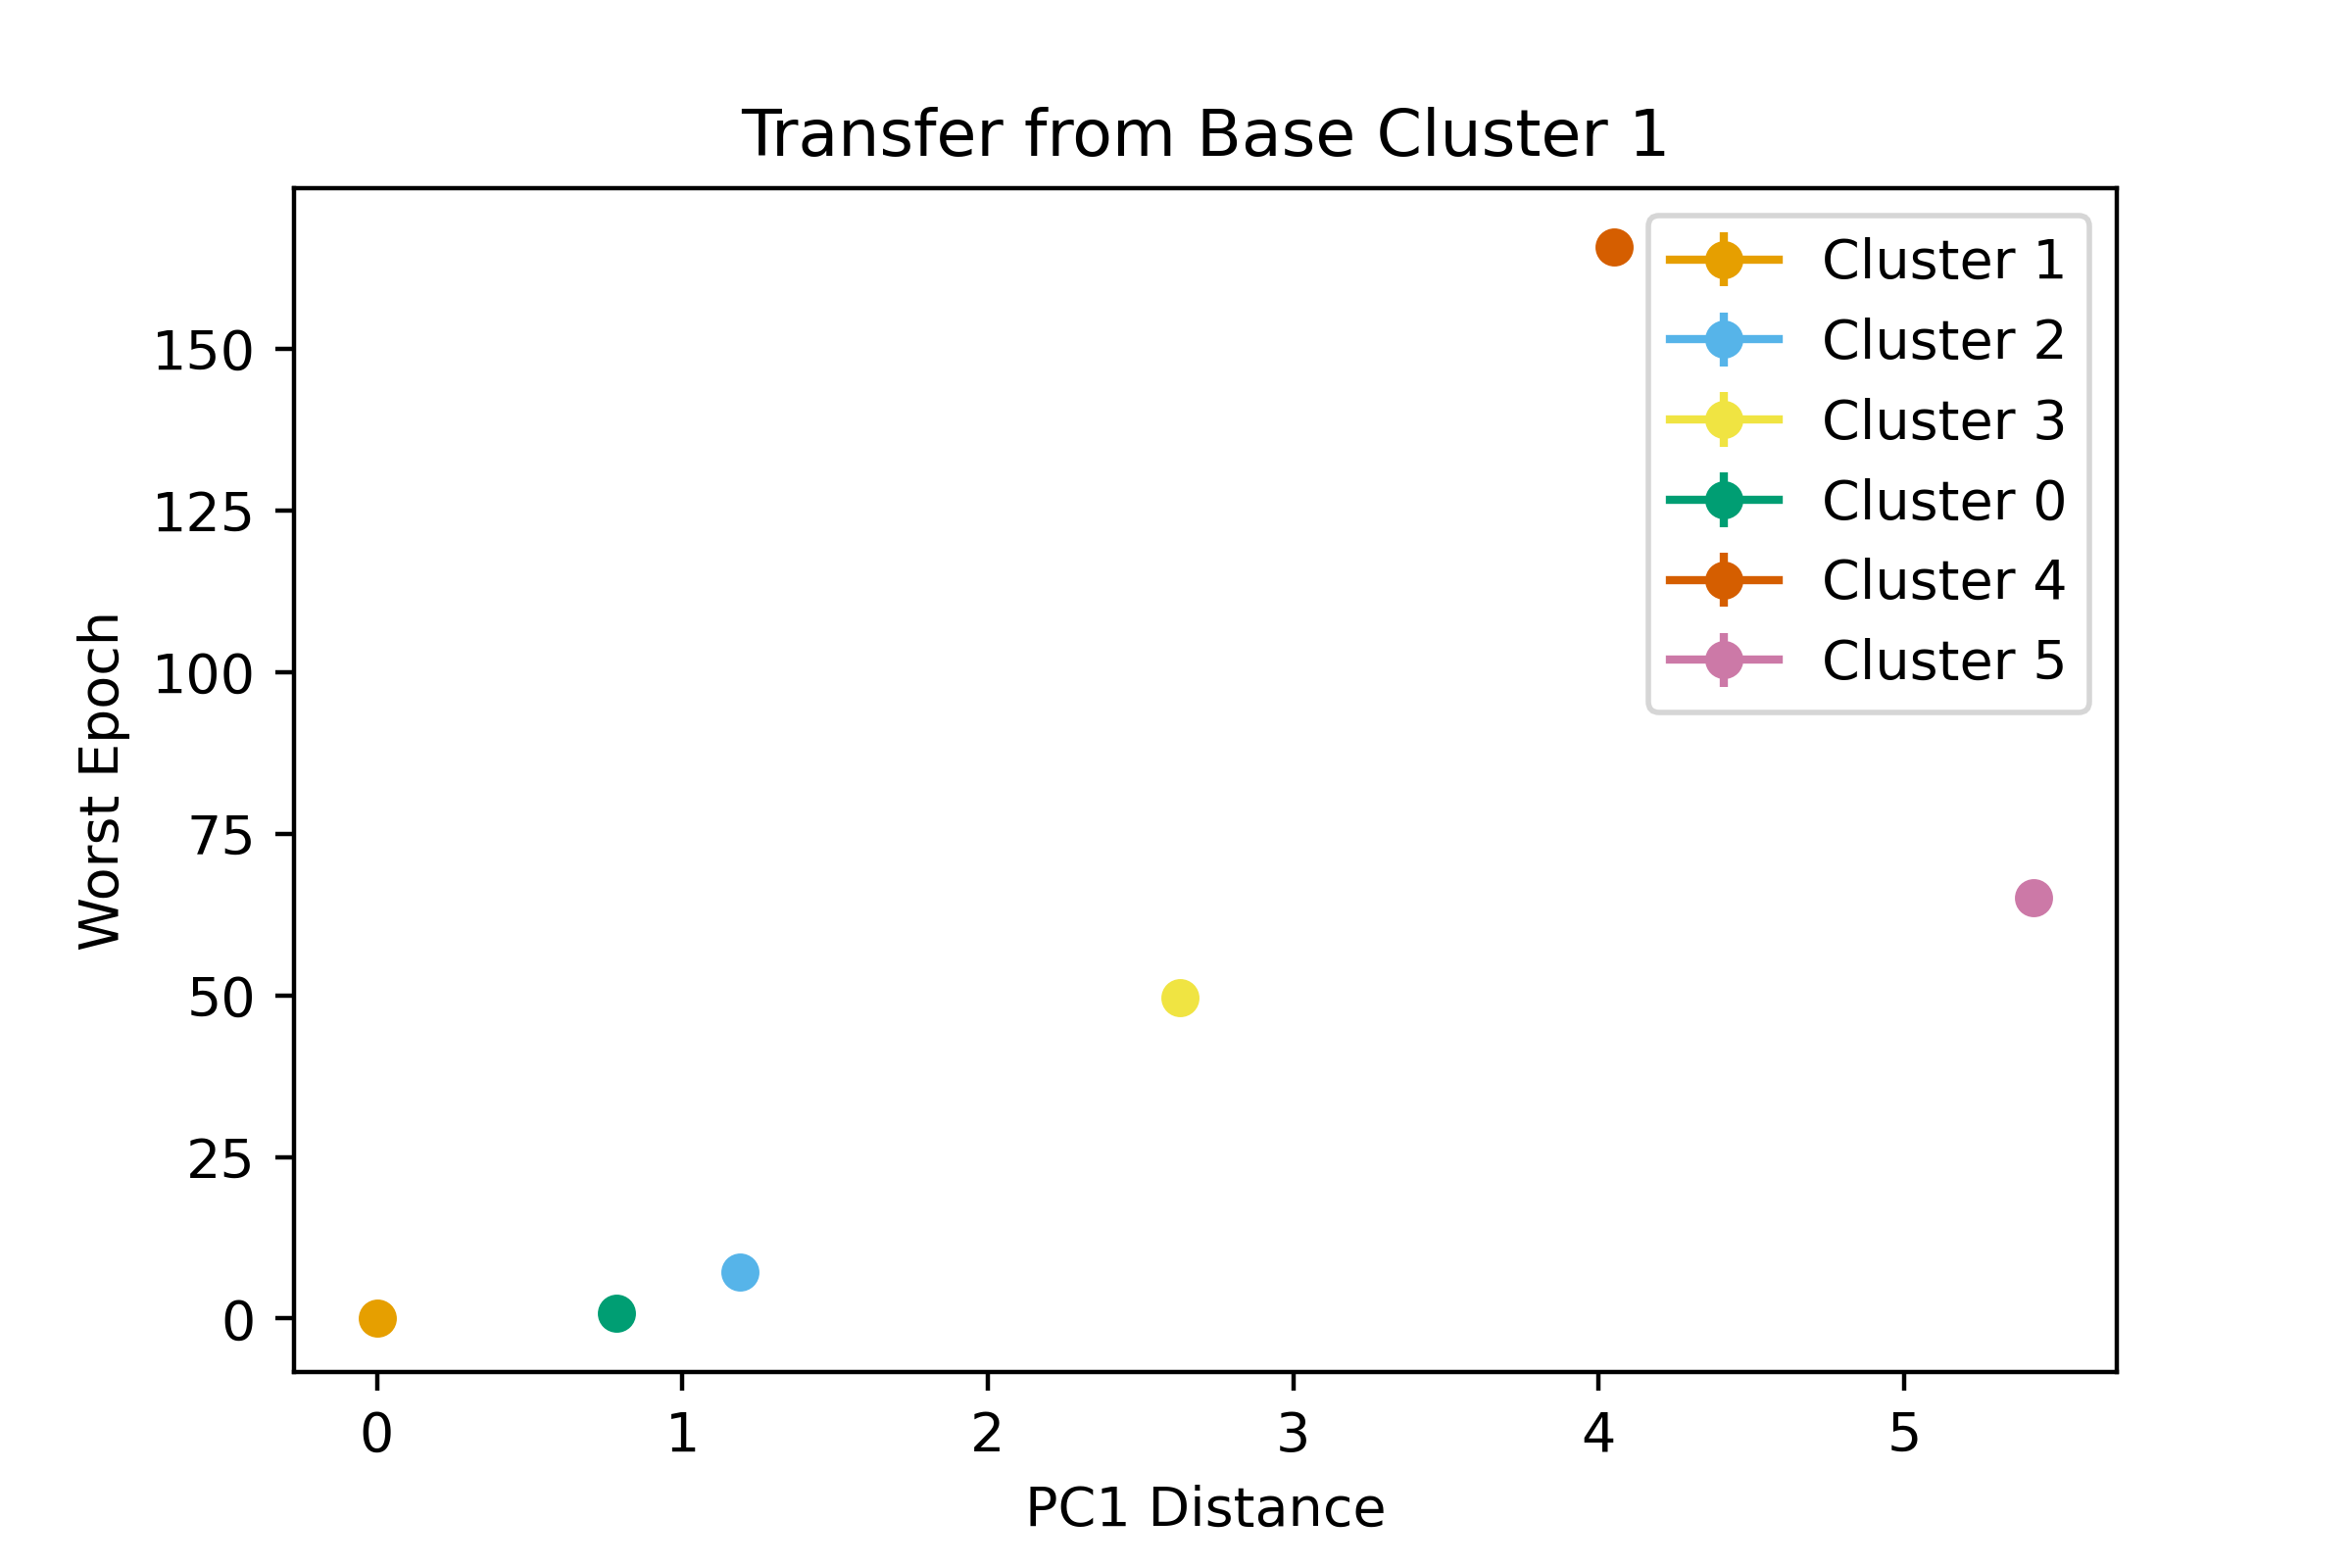 Transfer from Base Cluster 1
Cluster 1
Cluster 2
Cluster 3
Cluster 0
Cluster 4
Cluster 5
Worst Epoch
150
125
100
75
50
25
0
0 1 2 3 4 5
PC1 Distance